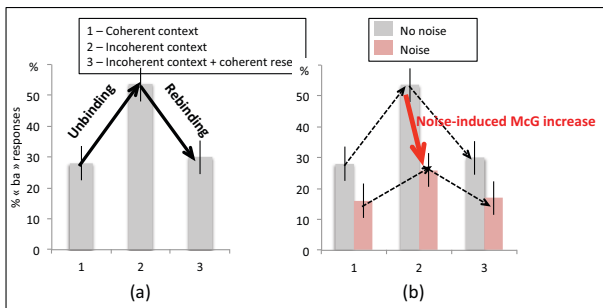 1 – Coherent context
2 – Incoherent context
3 – Incoherent context + coherent rese
No noise
Noise
%
50
40
30
20
10
0
% « ba » responses
Unbinding
Rebinding
1 2 3
(a)
%
50
40
30
20
10
0
Noise-induced McG increase
1 2 3
(b)